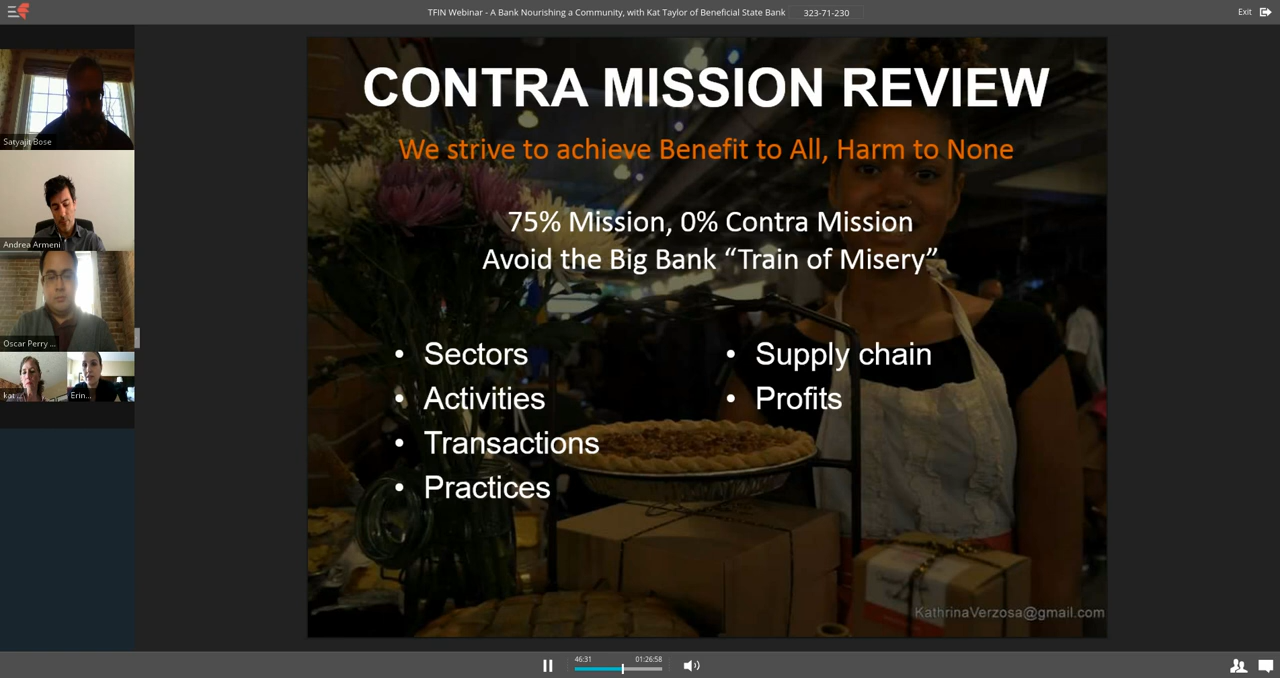 TFIN Webinar - A Bank Nourishing a Community, with Kat Taylor of Beneficial State Bank 323-71-230
Exit
Satyajit Bose
Andrea Armeni
Oscar Perry ...
Erin...
CONTRA MISSION REVIEW
We strive to achieve Benefit to All, Harm to None
75% Mission, 0% Contra Mission
Avoid the Big Bank “Train of Misery”
• Sectors
• Activities
• Transactions
• Practices
• Supply chain
• Profits
KathrinaVerzosa@gmail.com
46:31 01:26:58